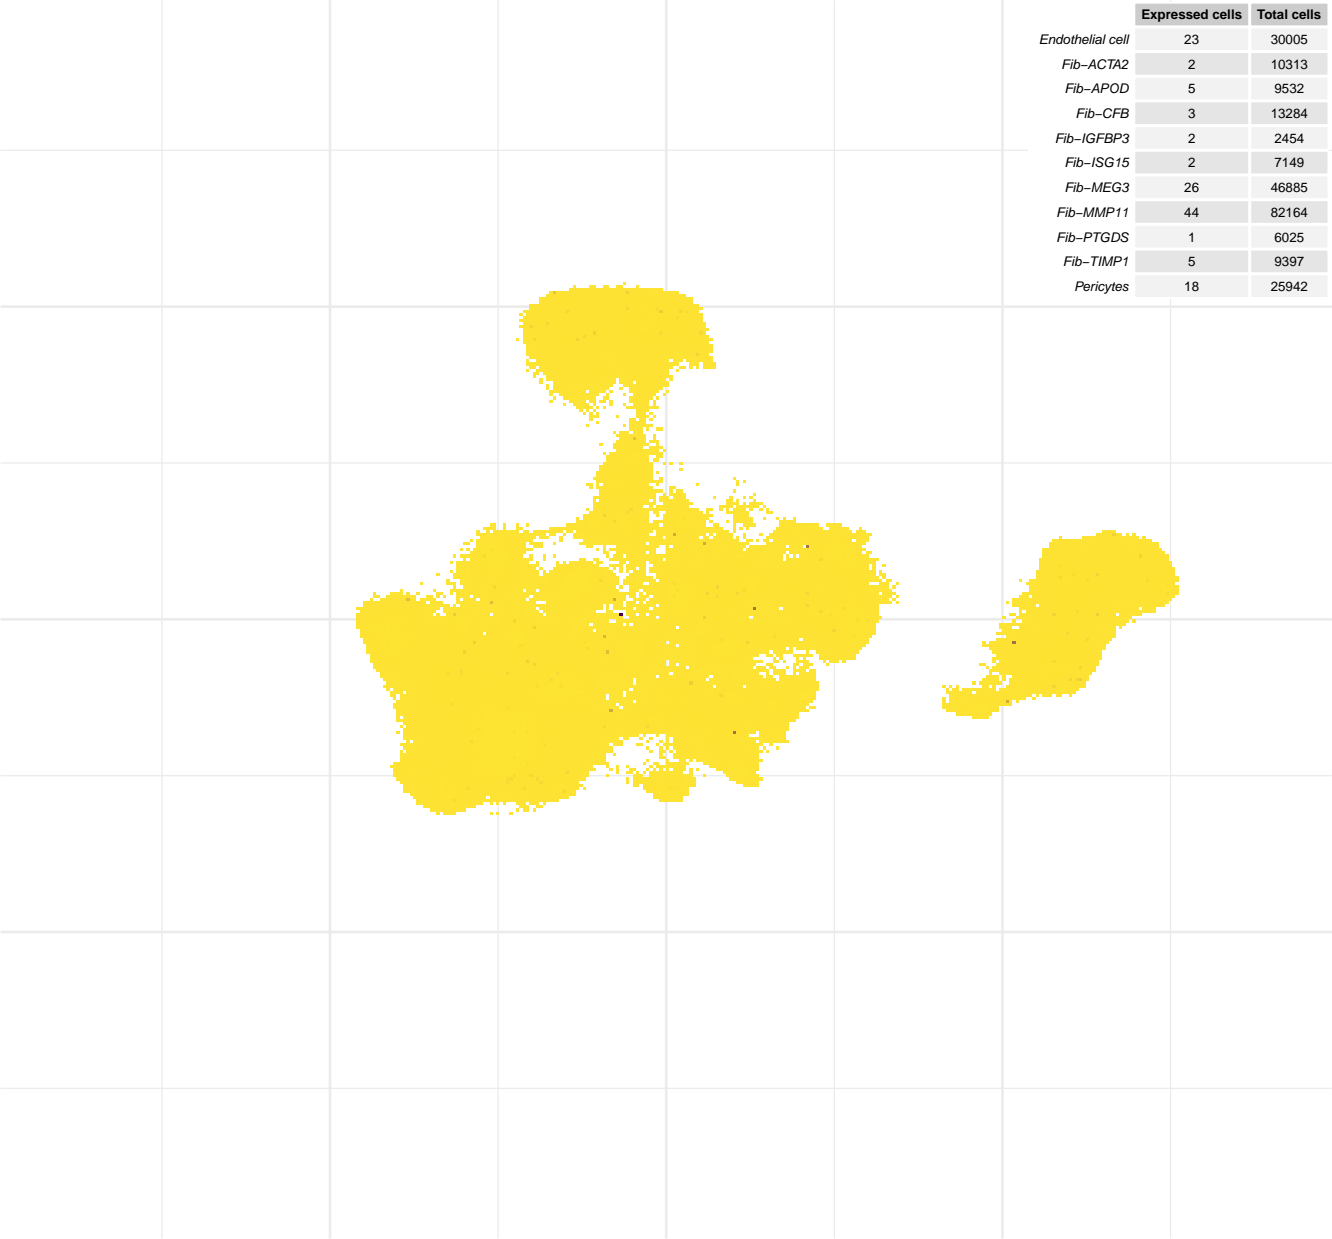 Expressed cells Total cells
Endothelial cell 23 30005
Fib−ACTA2 2 10313
Fib−APOD 5 9532
Fib−CFB 3 13284
Fib−IGFBP3 2 2454
Fib−ISG15 2 7149
Fib−MEG3 26 46885
Fib−MMP11 44 82164
Fib−PTGDS 1 6025
Fib−TIMP1 5 9397
Pericytes 18 25942